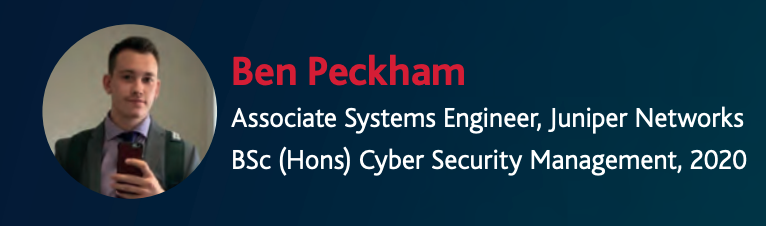 Ben Peckham
Associate Systems Engineer, Juniper Networks
BSc (Hons) Cyber Security Management, 2020